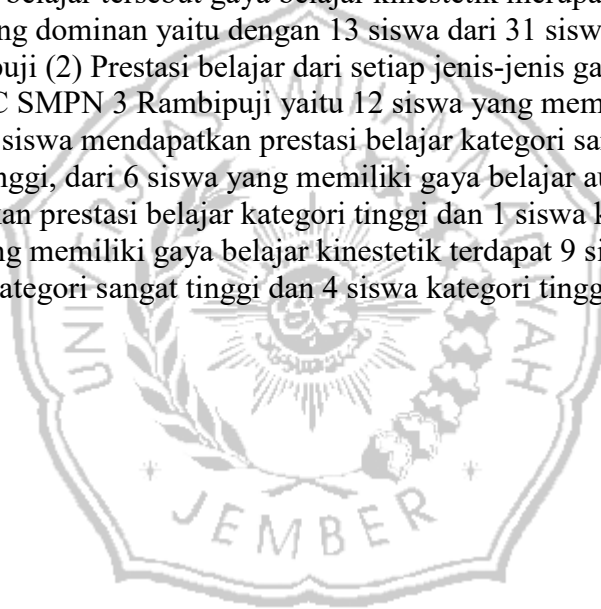 belajar tersebut gaya belajar kinestetik merupa
ng dominan yaitu dengan 13 siswa dari 31 sisw
puji (2) Prestasi belajar dari setiap jenis-jenis ga
C SMPN 3 Rambipuji yaitu 12 siswa yang mem
siswa mendapatkan prestasi belajar kategori sa
nggi, dari 6 siswa yang memiliki gaya belajar au
kan prestasi belajar kategori tinggi dan 1 siswa k
ng memiliki gaya belajar kinestetik terdapat 9 si
kategori sangat tinggi dan 4 siswa kategori tingg
JEMBER